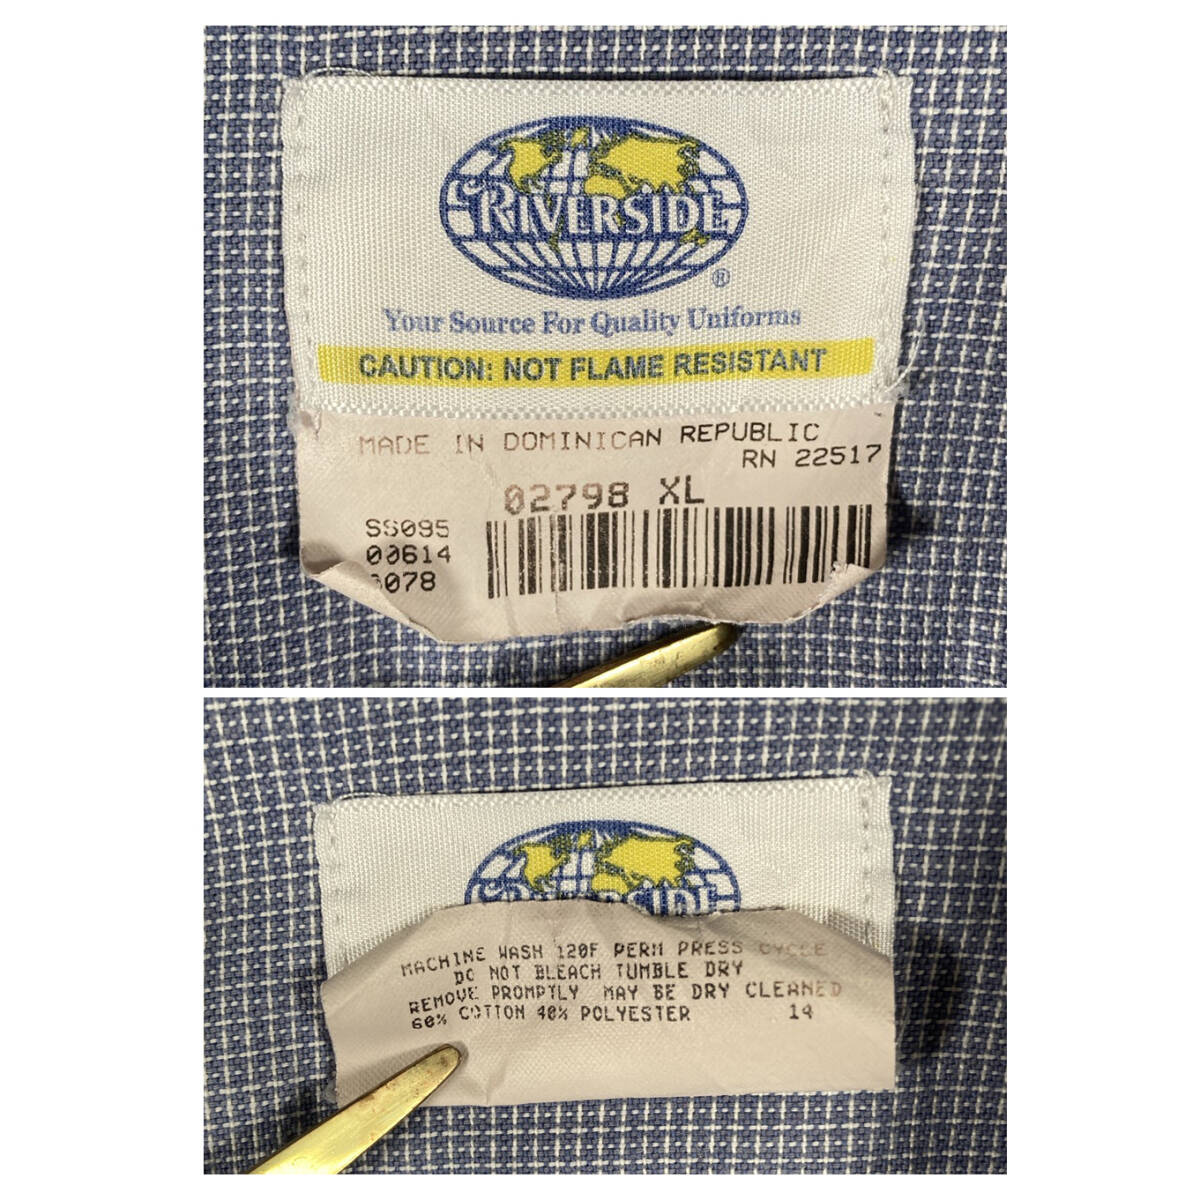 RIVERSIDE
®
Your Source For Quality Uniforms
CAUTION: NOT FLAME RESISTANT
MADE IN DOMINICAN REPUBLIC
RN 22517
02798 XL
SS095
00614
0078
RIVERSIDE
MACHINE WASH 120F PERM PRESS CYCLE
DO NOT BLEACH TUMBLE DRY
REMOVE PROMPTLY MAY BE DRY CLEANED
60% COTTON 40% POLYESTER 14